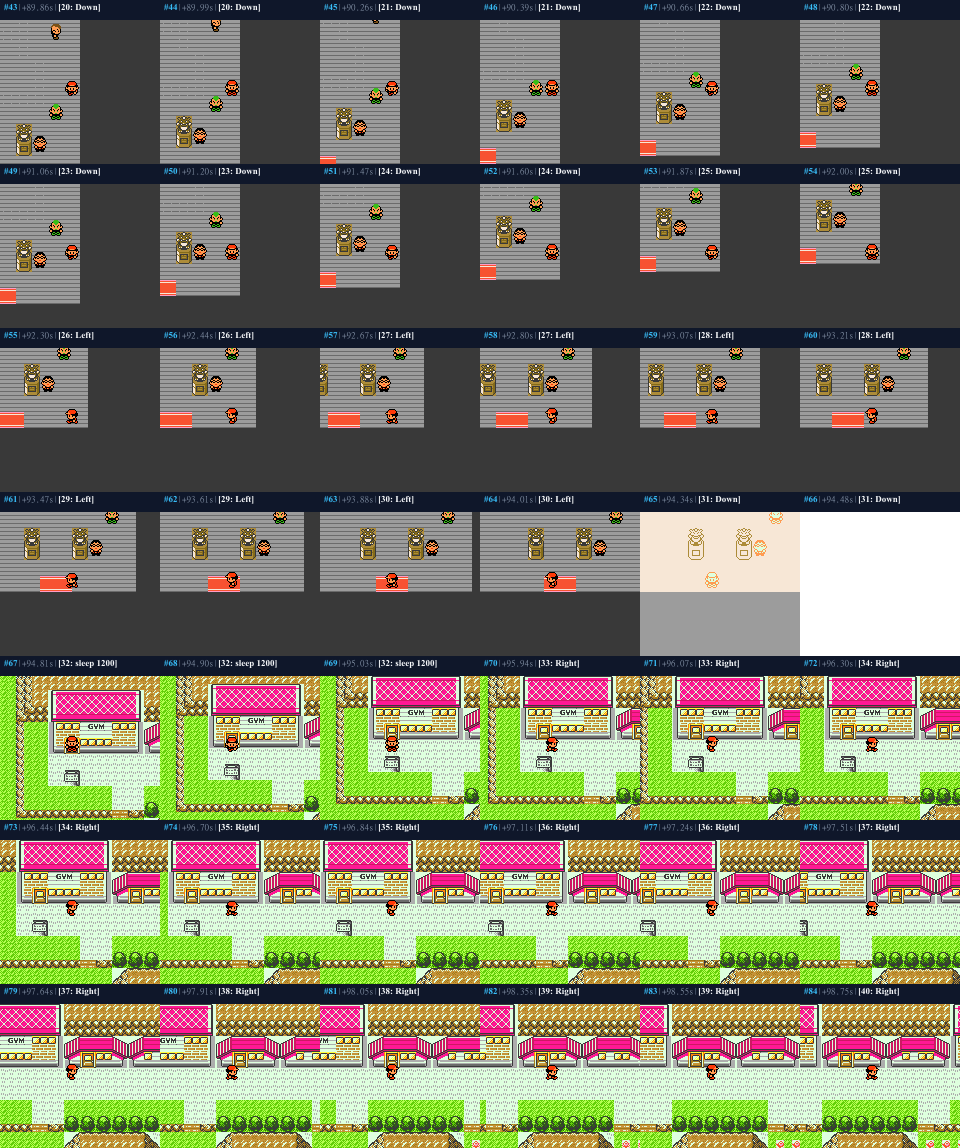 #43|+89.86s| [20: Down]
#44|+89.99s| [20: Down]
#45|+90.26s| [21: Down]
#46|+90.39s| [21: Down]
#47|+90.66s| [22: Down]
#48|+90.80s| [22: Down]
#49|+91.06s| [23: Down]
#50|+91.20s| [23: Down]
#51|+91.47s| [24: Down]
#52|+91.60s| [24: Down]
#53|+91.87s| [25: Down]
#54|+92.00s| [25: Down]
#55|+92.30s| [26: Left]
#56|+92.44s| [26: Left]
#57|+92.67s| [27: Left]
#58|+92.80s| [27: Left]
#59|+93.07s| [28: Left]
#60|+93.21s| [28: Left]
#61|+93.47s| [29: Left]
#62|+93.61s| [29: Left]
#63|+93.88s| [30: Left]
#64|+94.01s| [30: Left]
#65|+94.34s| [31: Down]
#66|+94.48s| [31: Down]
#67|+94.81s| [32: sleep 1200]
#68|+94.90s| [32: sleep 1200]
#69|+95.03s| [32: sleep 1200]
#70|+95.94s| [33: Right]
#71|+96.07s| [33: Right]
#72|+96.30s| [34: Right]
GYM
GYM
GYM
GYM
GYM
GYM
#73|+96.44s| [34: Right]
#74|+96.70s| [35: Right]
#75|+96.84s| [35: Right]
#76|+97.11s| [36: Right]
#77|+97.24s| [36: Right]
#78|+97.51s| [37: Right]
GYM
GYM
GYM
GYM
GYM
GYM
#79|+97.64s| [37: Right]
#80|+97.91s| [38: Right]
#81|+98.05s| [38: Right]
#82|+98.35s| [39: Right]
#83|+98.55s| [39: Right]
#84|+98.75s| [40: Right]
GYM
GYM